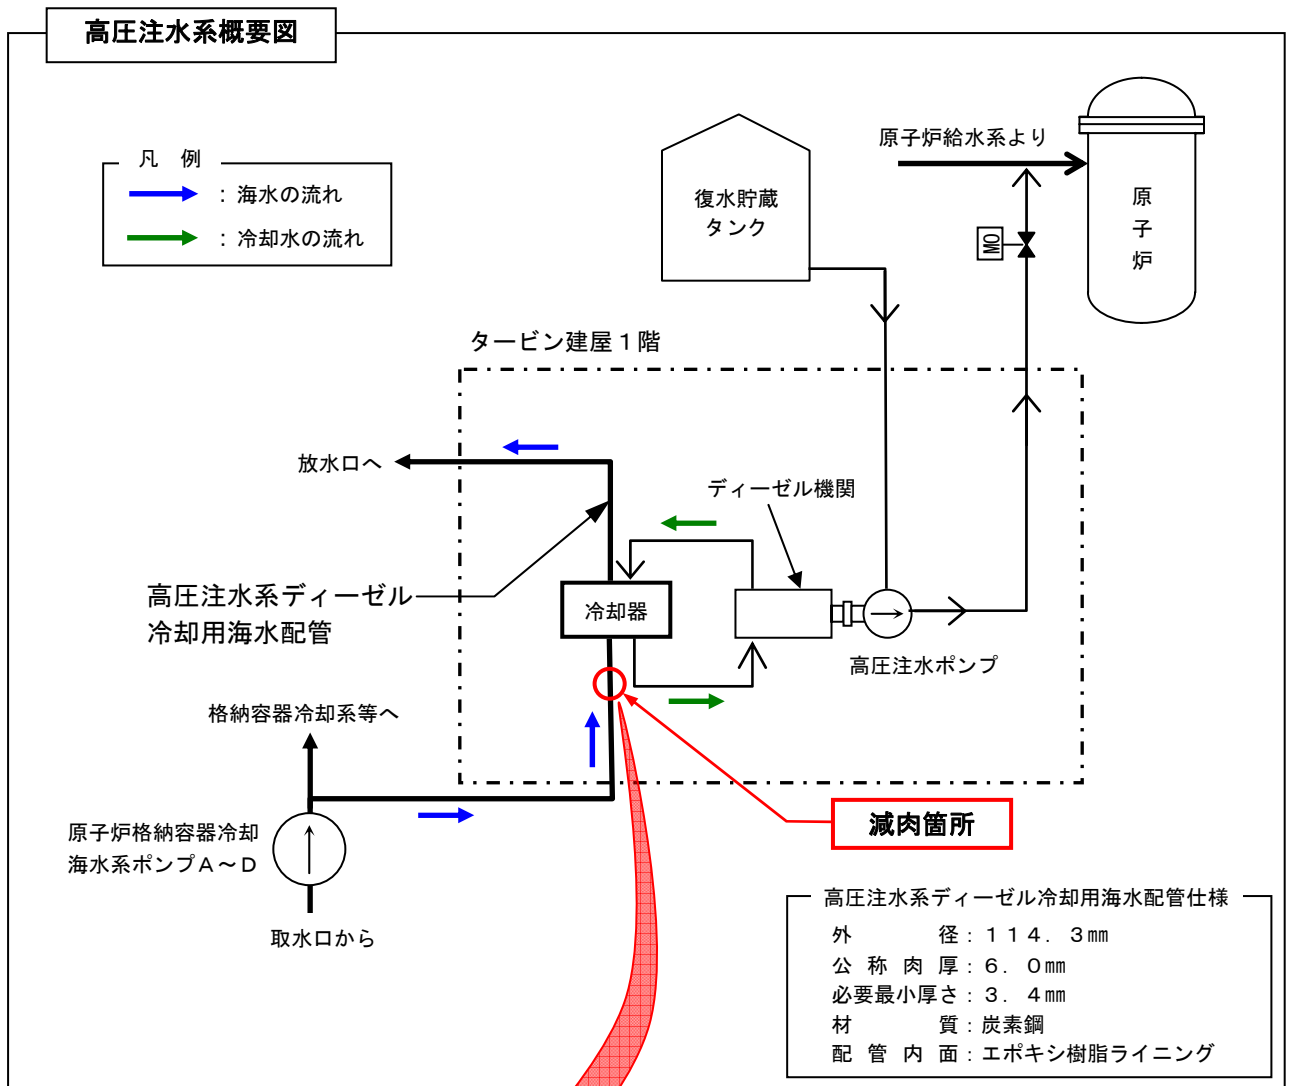 高圧注水系概要図
凡　例
：海水の流れ
：冷却水の流れ
復水貯蔵
タンク
原子炉給水系より
原
子
炉
MO
タービン建屋１階
放水口へ
ディーゼル機関
高圧注水系ディーゼル
冷却用海水配管
冷却器
高圧注水ポンプ
格納容器冷却系等へ
減肉箇所
原子炉格納容器冷却
海水系ポンプＡ～Ｄ
取水口から
高圧注水系ディーゼル冷却用海水配管仕様
外　　　　径：１１４．３㎜
公 称 肉 厚：６．０㎜
必要最小厚さ：３．４㎜
材　　　　質：炭素鋼
配 管 内 面：エポキシ樹脂ライニング